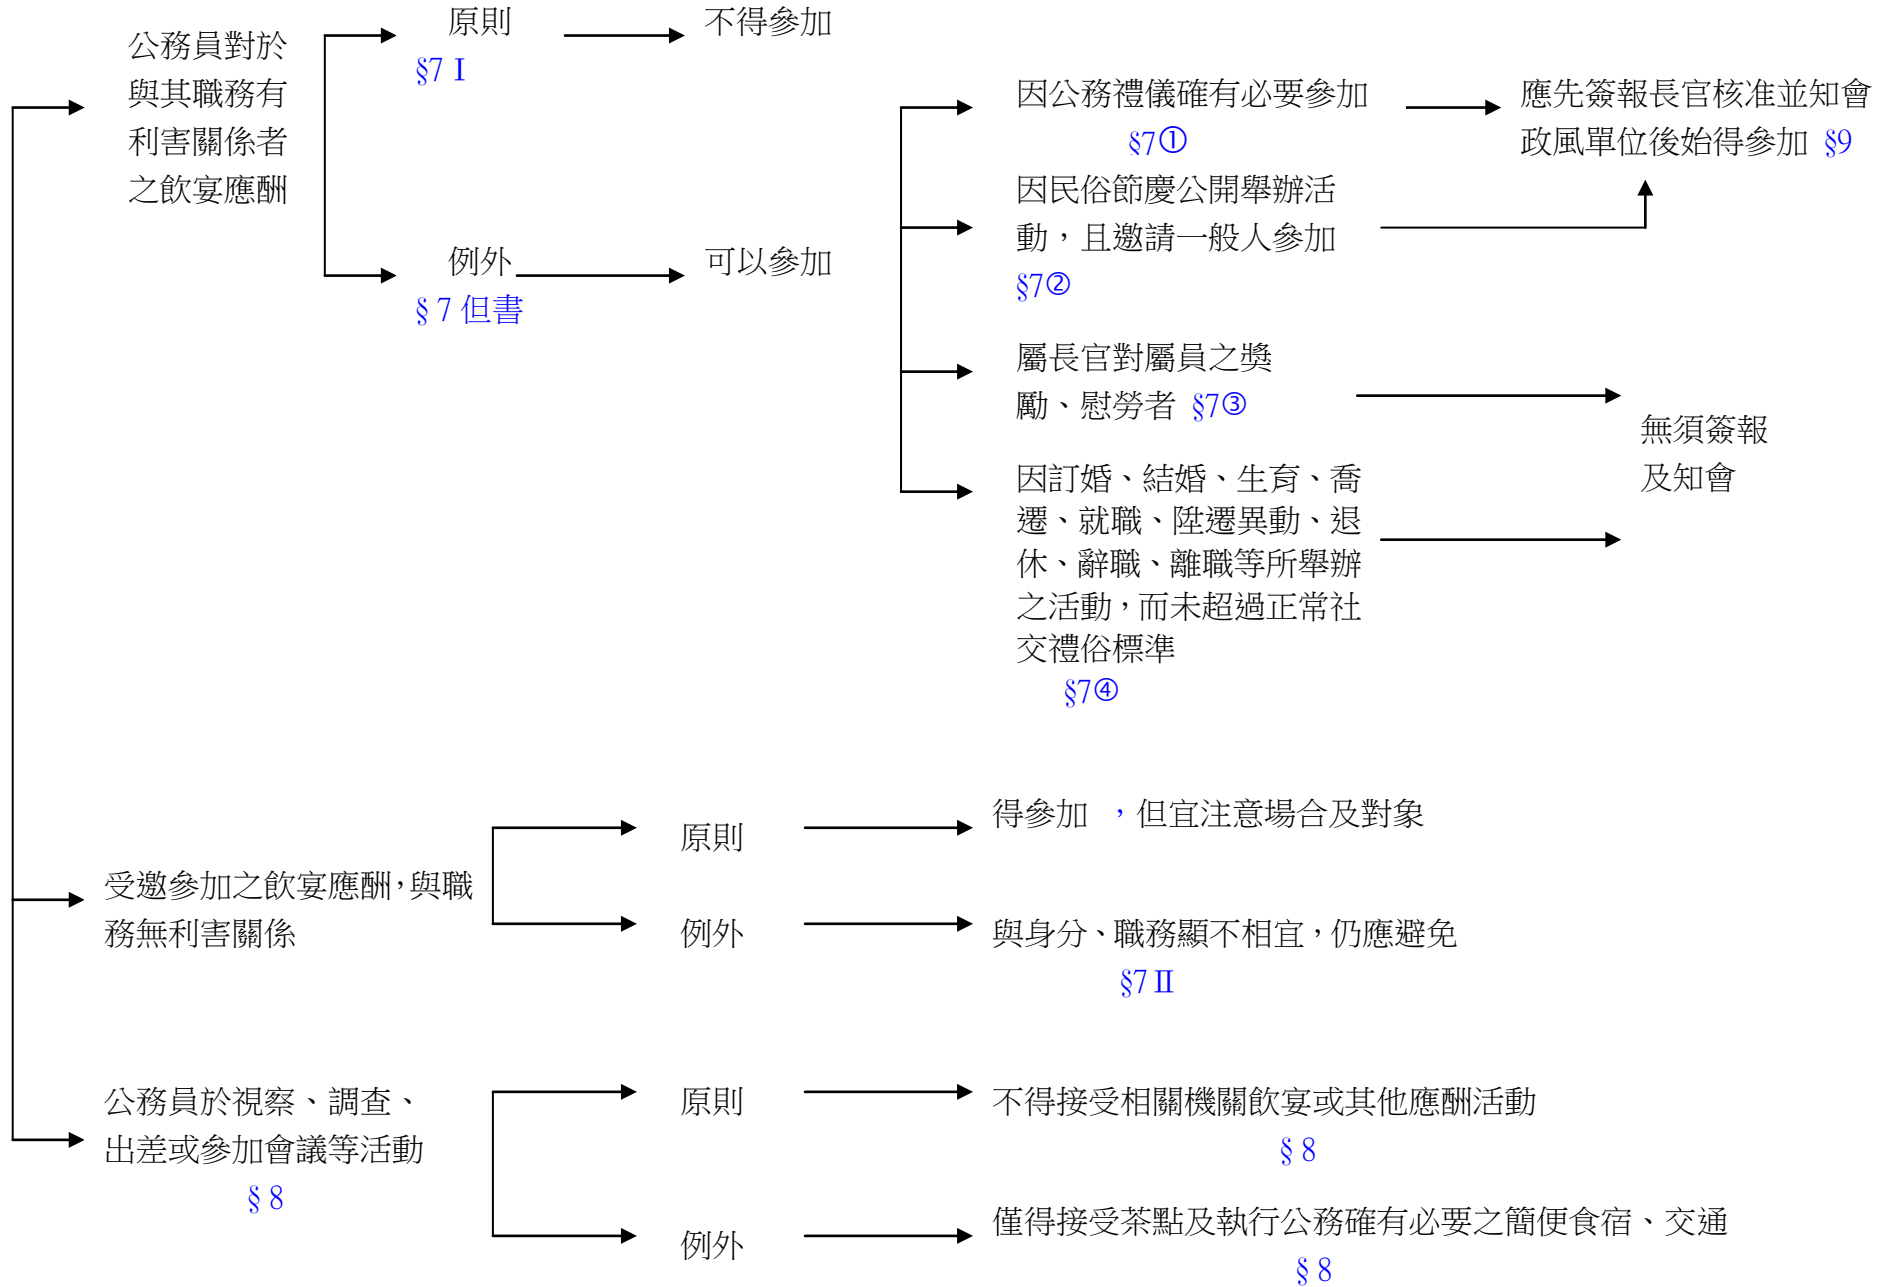 公務員對於
與其職務有
利害關係者
之飲宴應酬
原則
§7 I
不得參加
例外
§ 7 但書
可以參加
因公務禮儀確有必要參加
§7①
應先簽報長官核准並知會
政風單位後始得參加 §9
因民俗節慶公開舉辦活
動，且邀請一般人參加
§7②
屬長官對屬員之獎
勵、慰勞者 §7③
因訂婚、結婚、生育、喬
遷、就職、陞遷異動、退
休、辭職、離職等所舉辦
之活動，而未超過正常社
交禮俗標準
§7④
無須簽報
及知會
受邀參加之飲宴應酬，與職
務無利害關係
原則
得參加 ，但宜注意場合及對象
例外
與身分、職務顯不相宜，仍應避免
§7Ⅱ
公務員於視察、調查、
出差或參加會議等活動
§ 8
原則
不得接受相關機關飲宴或其他應酬活動
§ 8
例外
僅得接受茶點及執行公務確有必要之簡便食宿、交通
§ 8